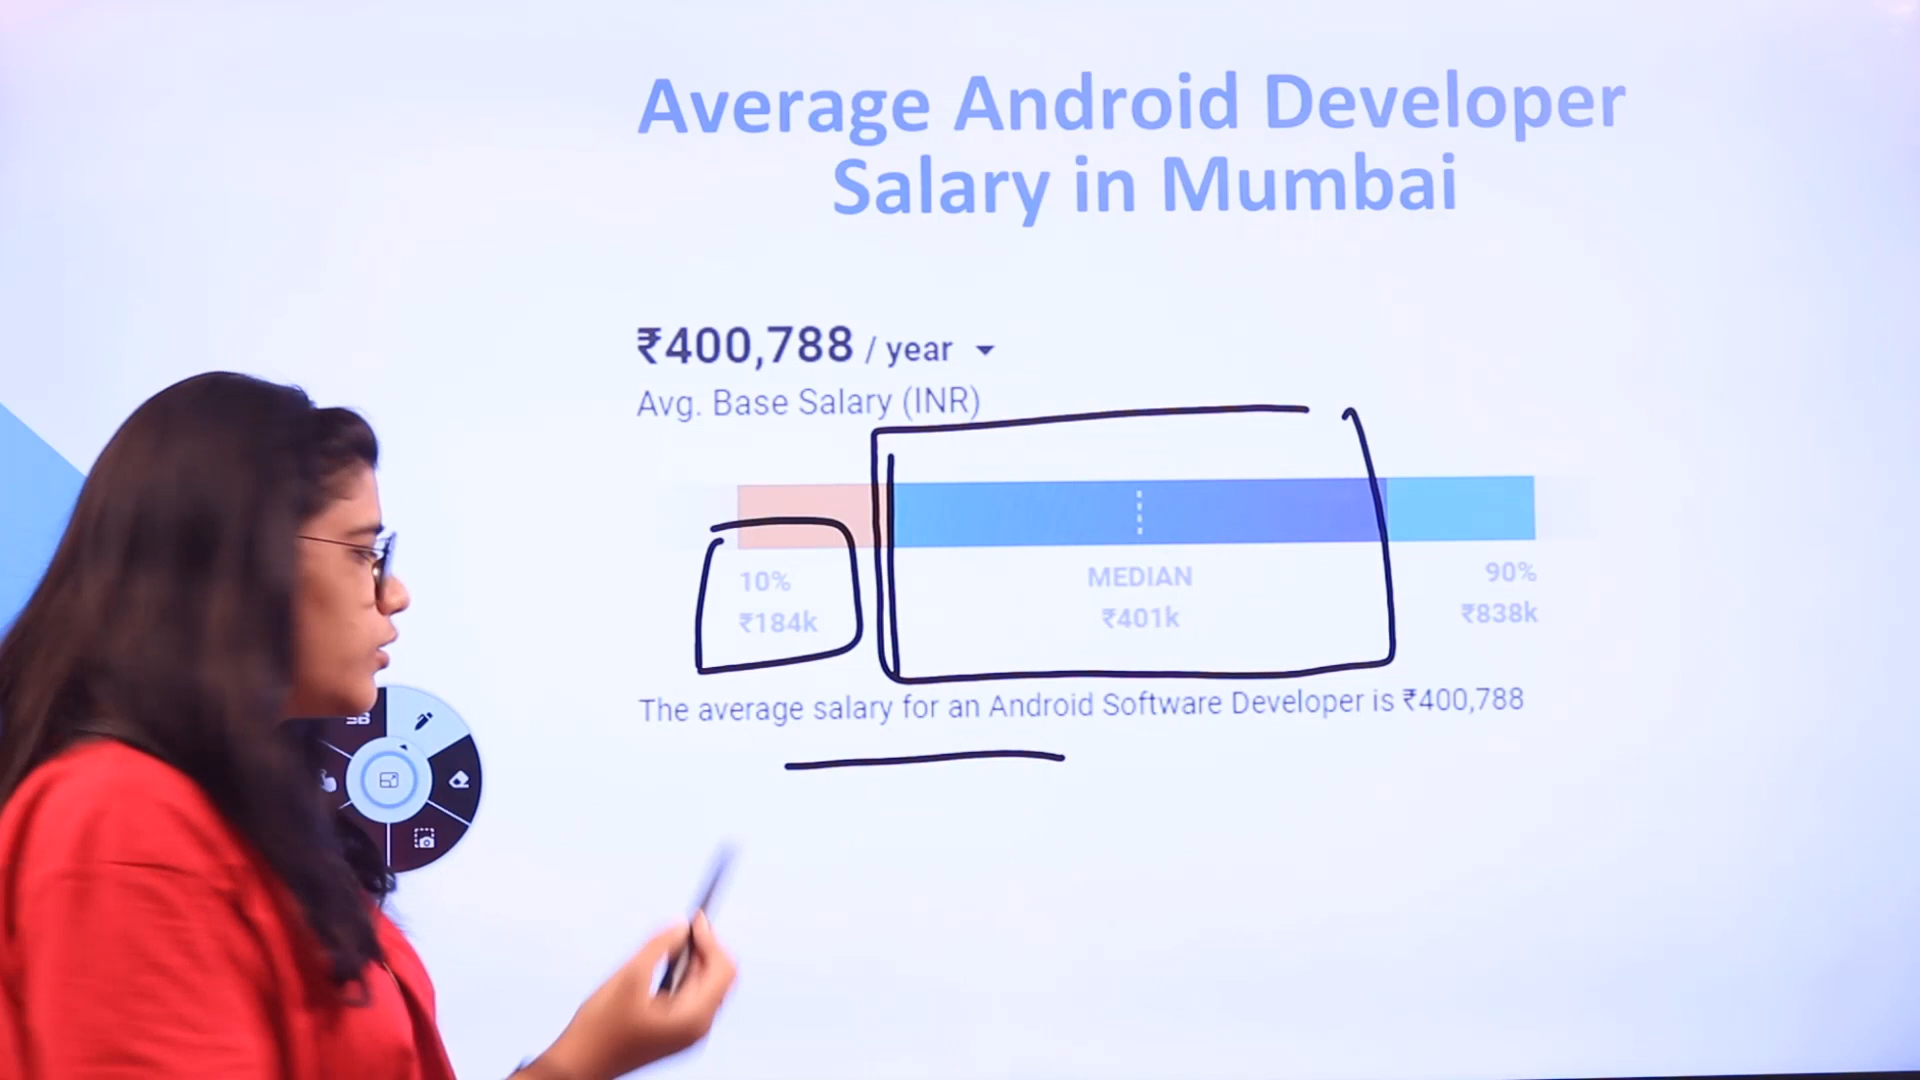 Average Android Developer
Salary in Mumbai
₹400,788 / year
Avg. Base Salary (INR)
10%
₹184k
MEDIAN
₹401k
90%
₹838k
The average salary for an Android Software Developer is ₹400,788